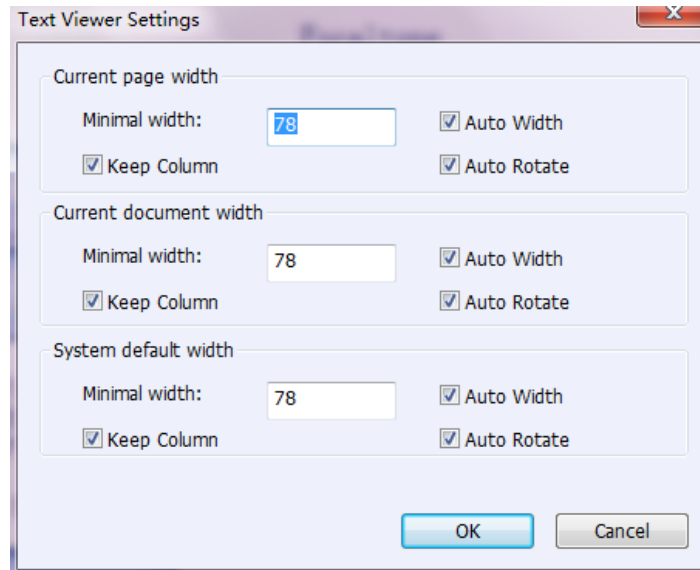 Text Viewer Settings
Current page width
Minimal width: 78 Auto Width
Keep Column Auto Rotate
Current document width
Minimal width: 78 Auto Width
Keep Column Auto Rotate
System default width
Minimal width: 78 Auto Width
Keep Column Auto Rotate
OK Cancel